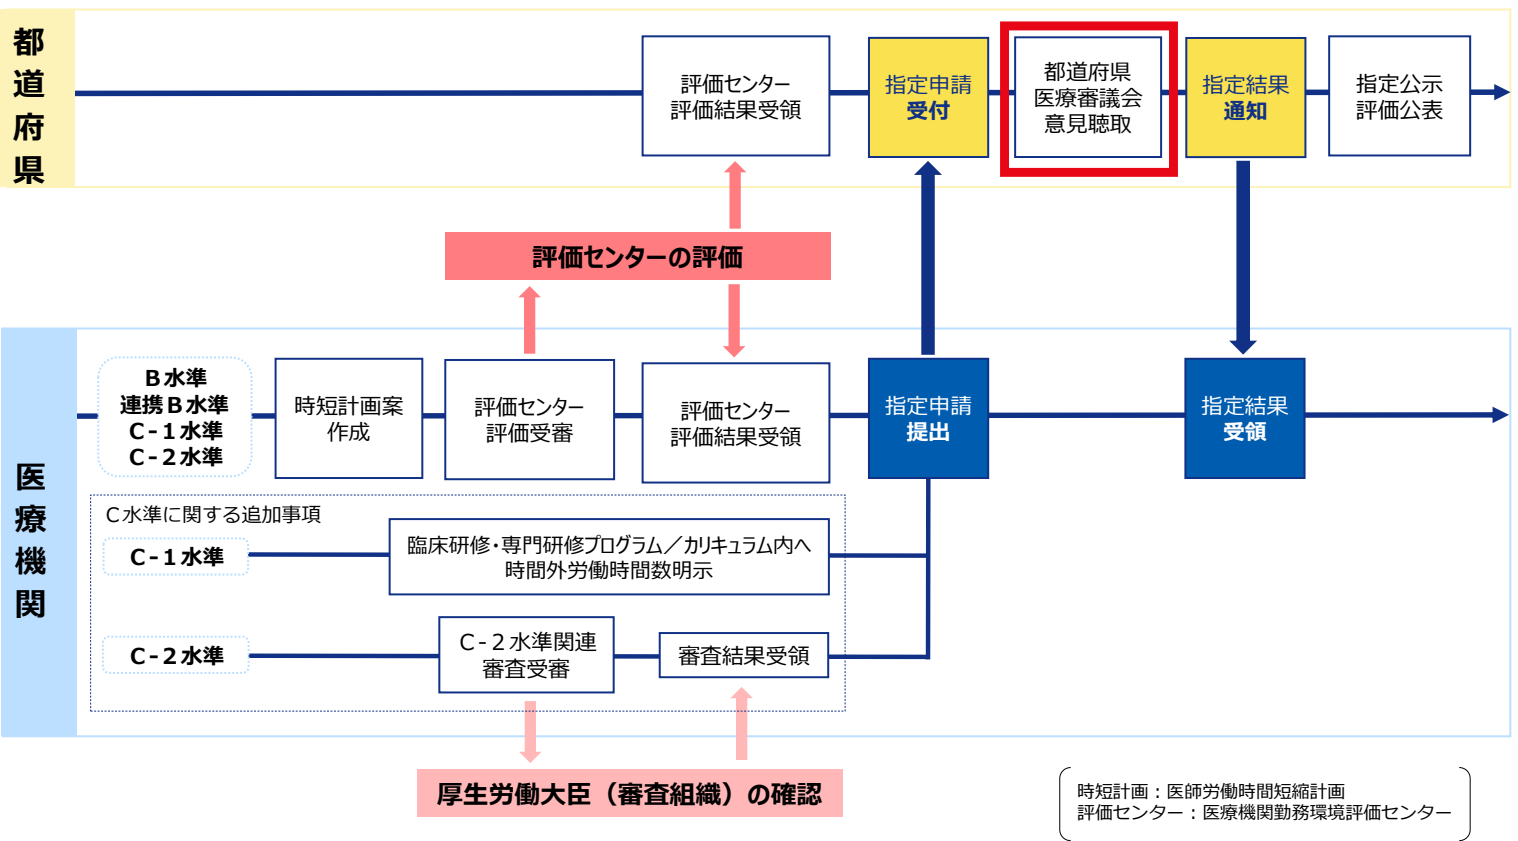 都道府県
評価センター
評価結果受領
指定申請
受付
都道府県
医療審議会
意見聴取
指定結果
通知
指定公示
評価公表
評価センターの評価
医療機関
Ｂ水準
連携Ｂ水準
Ｃ-１水準
Ｃ-２水準
時短計画案
作成
評価センター
評価受審
評価センター
評価結果受領
指定申請
提出
指定結果
受領
Ｃ水準に関する追加事項
Ｃ-１水準
臨床研修・専門研修プログラム／カリキュラム内へ
時間外労働時間数明示
Ｃ-２水準
Ｃ-２水準関連
審査受審
審査結果受領
厚生労働大臣（審査組織）の確認
時短計画：医師労働時間短縮計画
評価センター：医療機関勤務環境評価センター